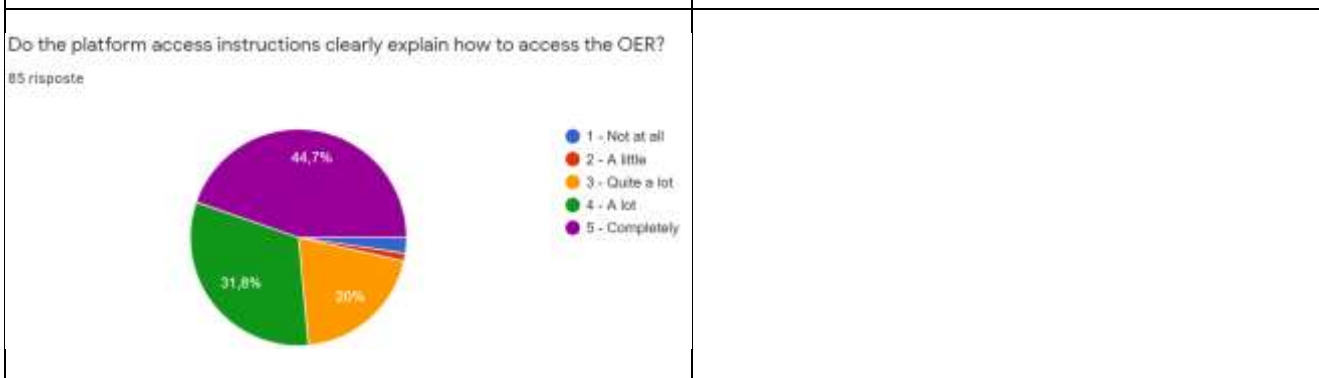 Do the platform access instructions clearly explain how to access the OER?
85 risposte
44,7%
31,8%
20%
1 - Not at all
2 - A little
3 - Quite a lot
4 - A lot
5 - Completely